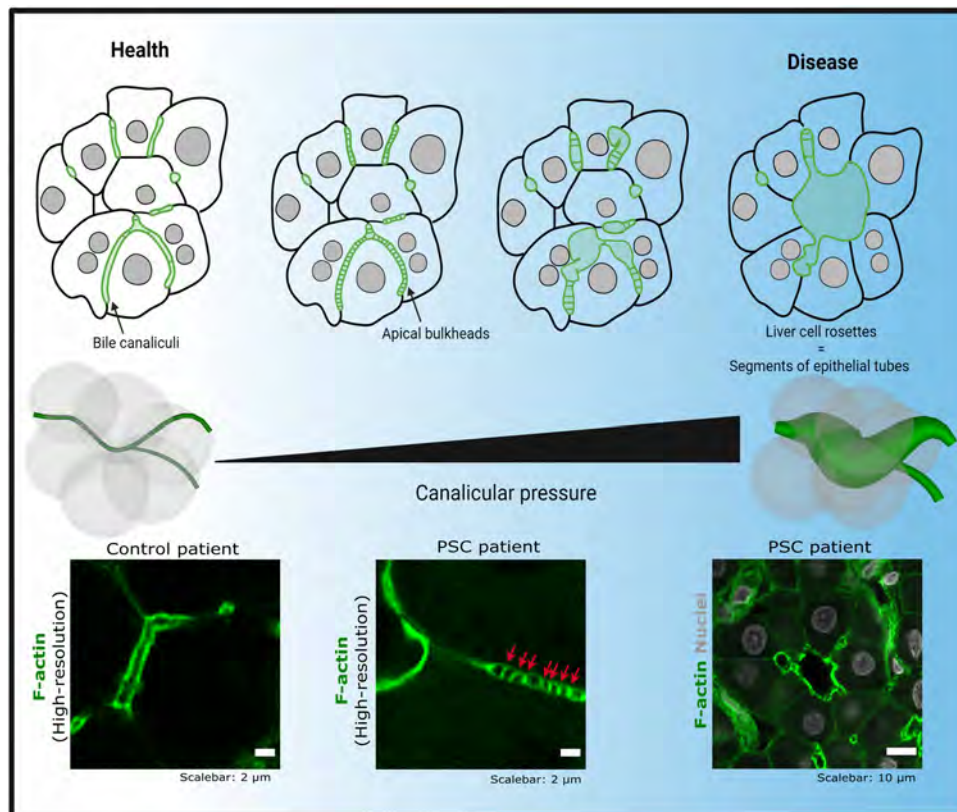 Health
Disease
Bile canaliculi
Apical bulkheads
Liver cell rosettes
=
Segments of epithelial tubes
Canalicular pressure
Control patient
PSC patient
PSC patient
F-actin
(High-resolution)
F-actin
(High-resolution)
F-actin Nuclei
Scalebar: 2 µm
Scalebar: 2 µm
Scalebar: 10 µm